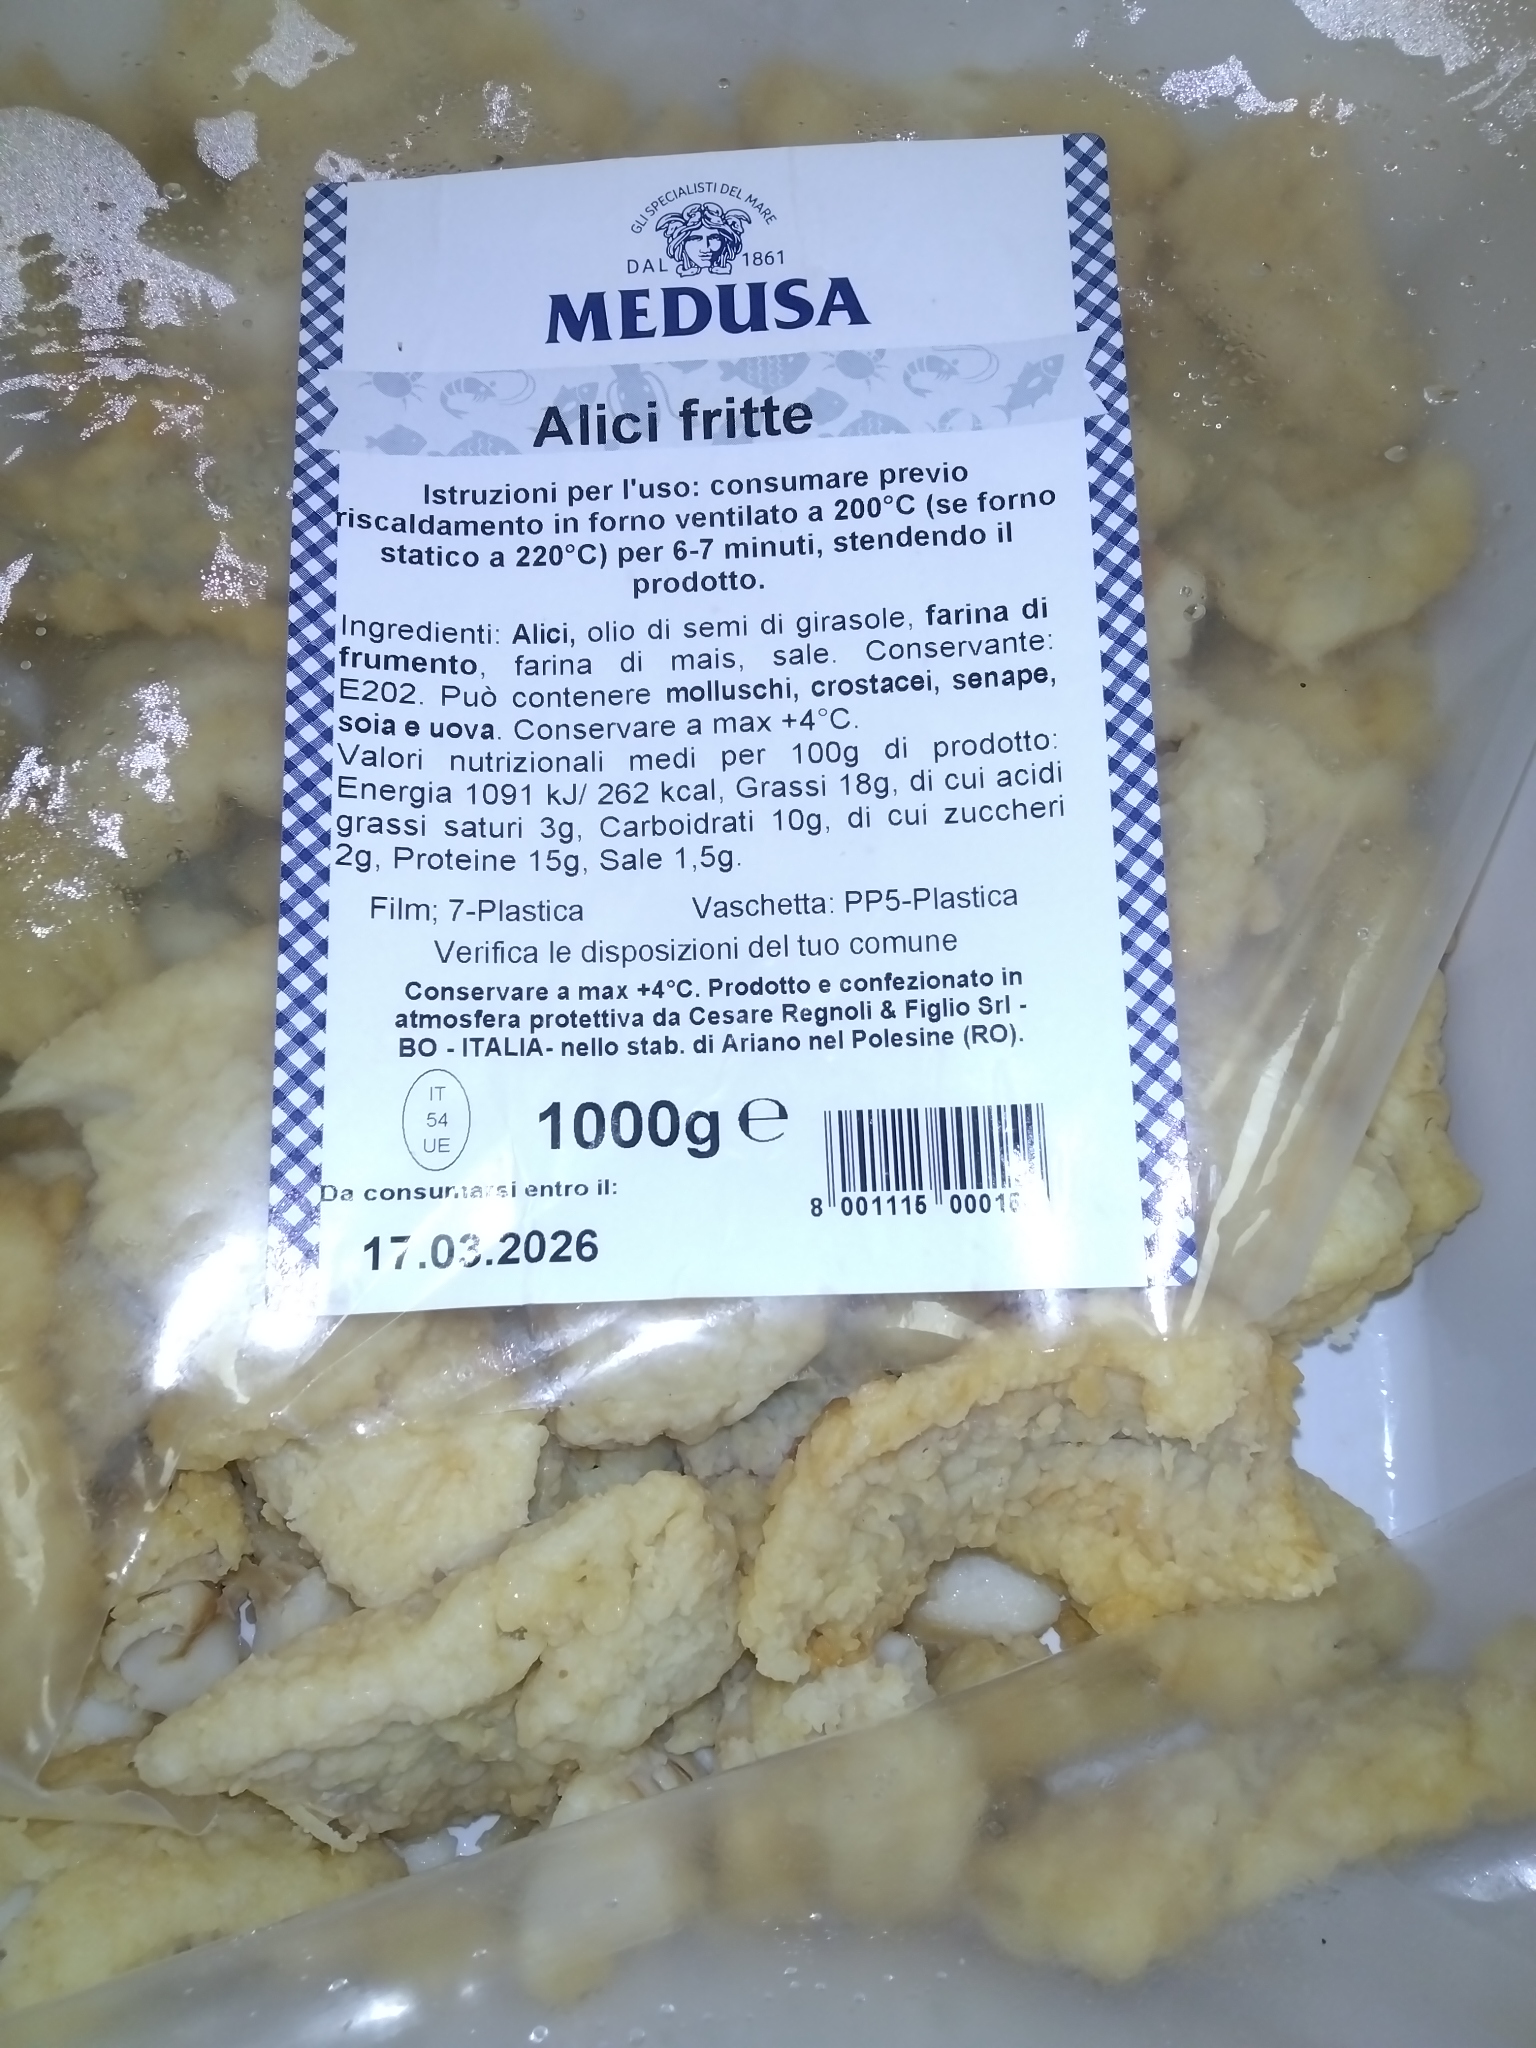 GLI SPECIALISTI DEL MARE
DAL 1861
MEDUSA
Alici fritte
Istruzioni per l'uso: consumare previo
riscaldamento in forno ventilato a 200°C (se forno
statico a 220°C) per 6-7 minuti, stendendo il
prodotto.
Ingredienti: Alici, olio di semi di girasole, farina di
frumento, farina di mais, sale. Conservante:
E202. Può contenere molluschi, crostacei, senape,
soia e uova. Conservare a max +4°C.
Valori nutrizionali medi per 100g di prodotto:
Energia 1091 kJ/ 262 kcal, Grassi 18g, di cui acidi
grassi saturi 3g, Carboidrati 10g, di cui zuccheri
2g, Proteine 15g, Sale 1,5g.
Film; 7-Plastica Vaschetta: PP5-Plastica
Verifica le disposizioni del tuo comune
Conservare a max +4°C. Prodotto e confezionato in
atmosfera protettiva da Cesare Regnoli & Figlio Srl -
BO - ITALIA- nello stab. di Ariano nel Polesine (RO).
IT
54
UE
1000g e
Da consumarsi entro il:
8 001115
17.03.2026